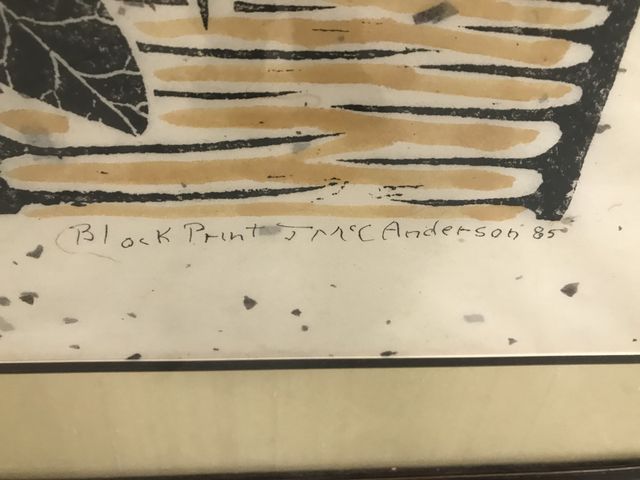 Block Print J McC Anderson 85